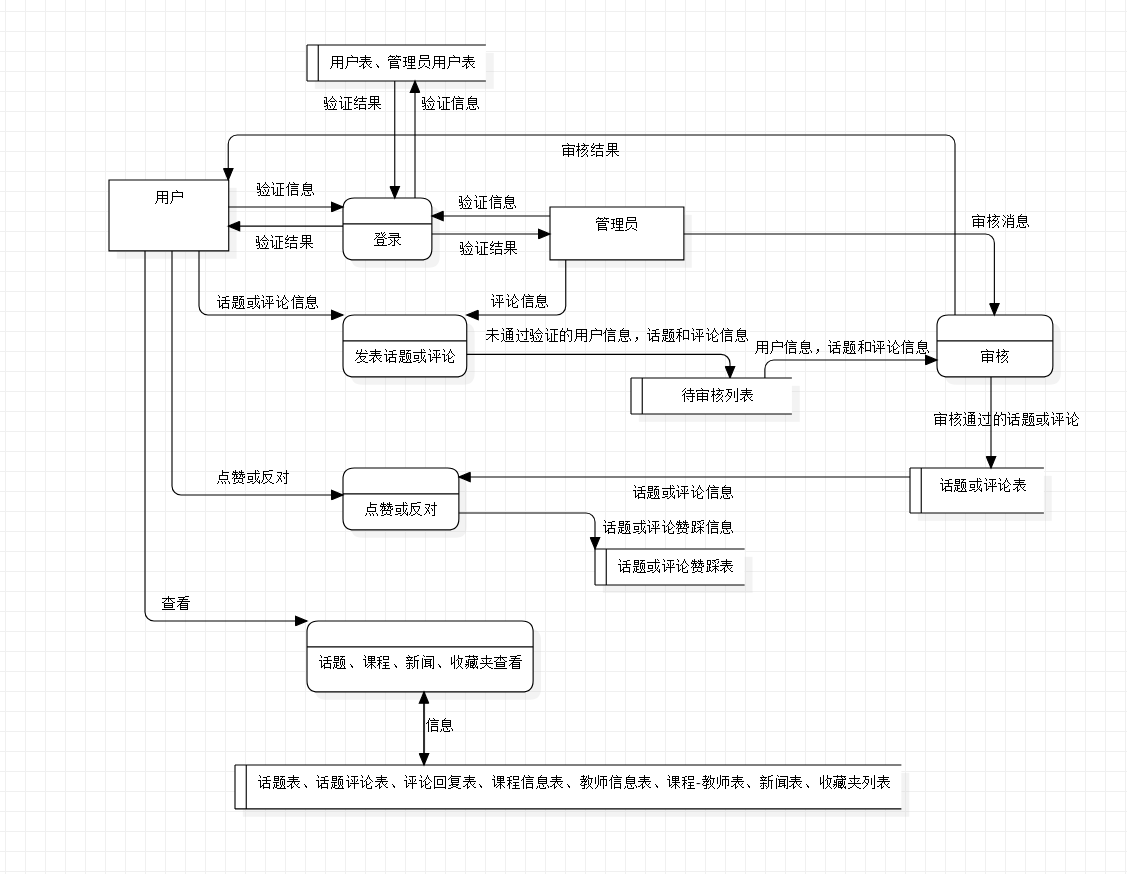 用户表、管理员用户表
验证结果
验证信息
审核结果
用户
验证信息
验证信息
管理员
审核消息
登录
验证结果
验证结果
话题或评论信息
评论信息
未通过验证的用户信息，话题和评论信息
用户信息，话题和评论信息
发表话题或评论
审核
待审核列表
审核通过的话题或评论
点赞或反对
话题或评论信息
话题或评论表
点赞或反对
话题或评论赞踩信息
话题或评论赞踩表
查看
话题、课程、新闻、收藏夹查看
信息
话题表、话题评论表、评论回复表、课程信息表、教师信息表、课程-教师表、新闻表、收藏夹列表